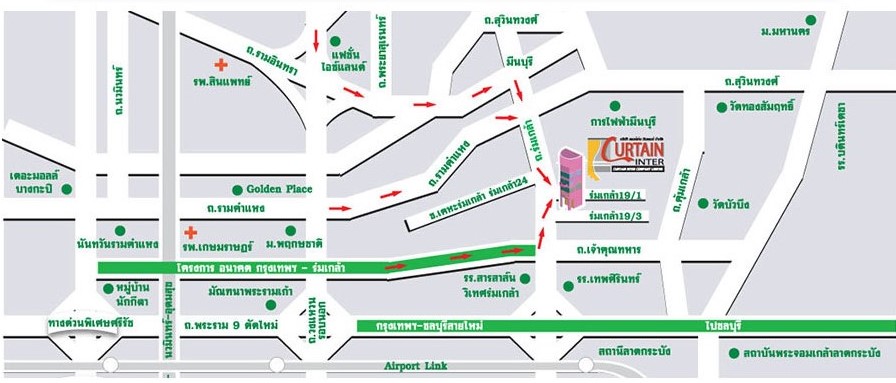 ถ.สุวินทวงศ์
ม.มหานคร
แฟชั่น
ไอซ์แลนด์
ถ.พระยาสุเรนทร์
ถ.รามอินทรา
มีนบุรี
ถ.สุวินทวงศ์
รพ.สินแพทย์
ถ.นวมินทร์
การไฟฟ้ามีนบุรี
วัดทองสัมฤทธิ์
ถ.ร่มเกล้า
CURTAIN
INTER
ถ.รามคำแหง
เดอะมอลล์
บางกะปิ
Golden Place
ซ.เคหะร่มเกล้า ร่มเกล้า24
ร่มเกล้า19/1
ถ.คุ้มเกล้า
วัดบัวบึง
ถ.รามคำแหง
ร่มเกล้า19/3
นันทวันรามคำแหง
รพ.เกษมราษฎร์
ม.พฤกษชาติ
ถ.เจ้าคุณทหาร
โครงการ อนาคต กรุงเทพฯ - ร่มเกล้า
หมู่บ้าน
นักกีฬา
มัณฑนาพระรามเก้า
รร.สารสาสน์
วิเทศร่มเกล้า
รร.เทพศิรินทร์
ทางด่วนพิเศษศรีรัช
นวมินทร์-อุดมสุข
ถ.พระราม 9 ตัดใหม่
ถ.วงแหวน
รอบนอก
กรุงเทพ-ชลบุรีสายใหม่
ไปชลบุรี
สถานีลาดกระบัง
สถาบันพระจอมเกล้าลาดกระบัง
Airport Link